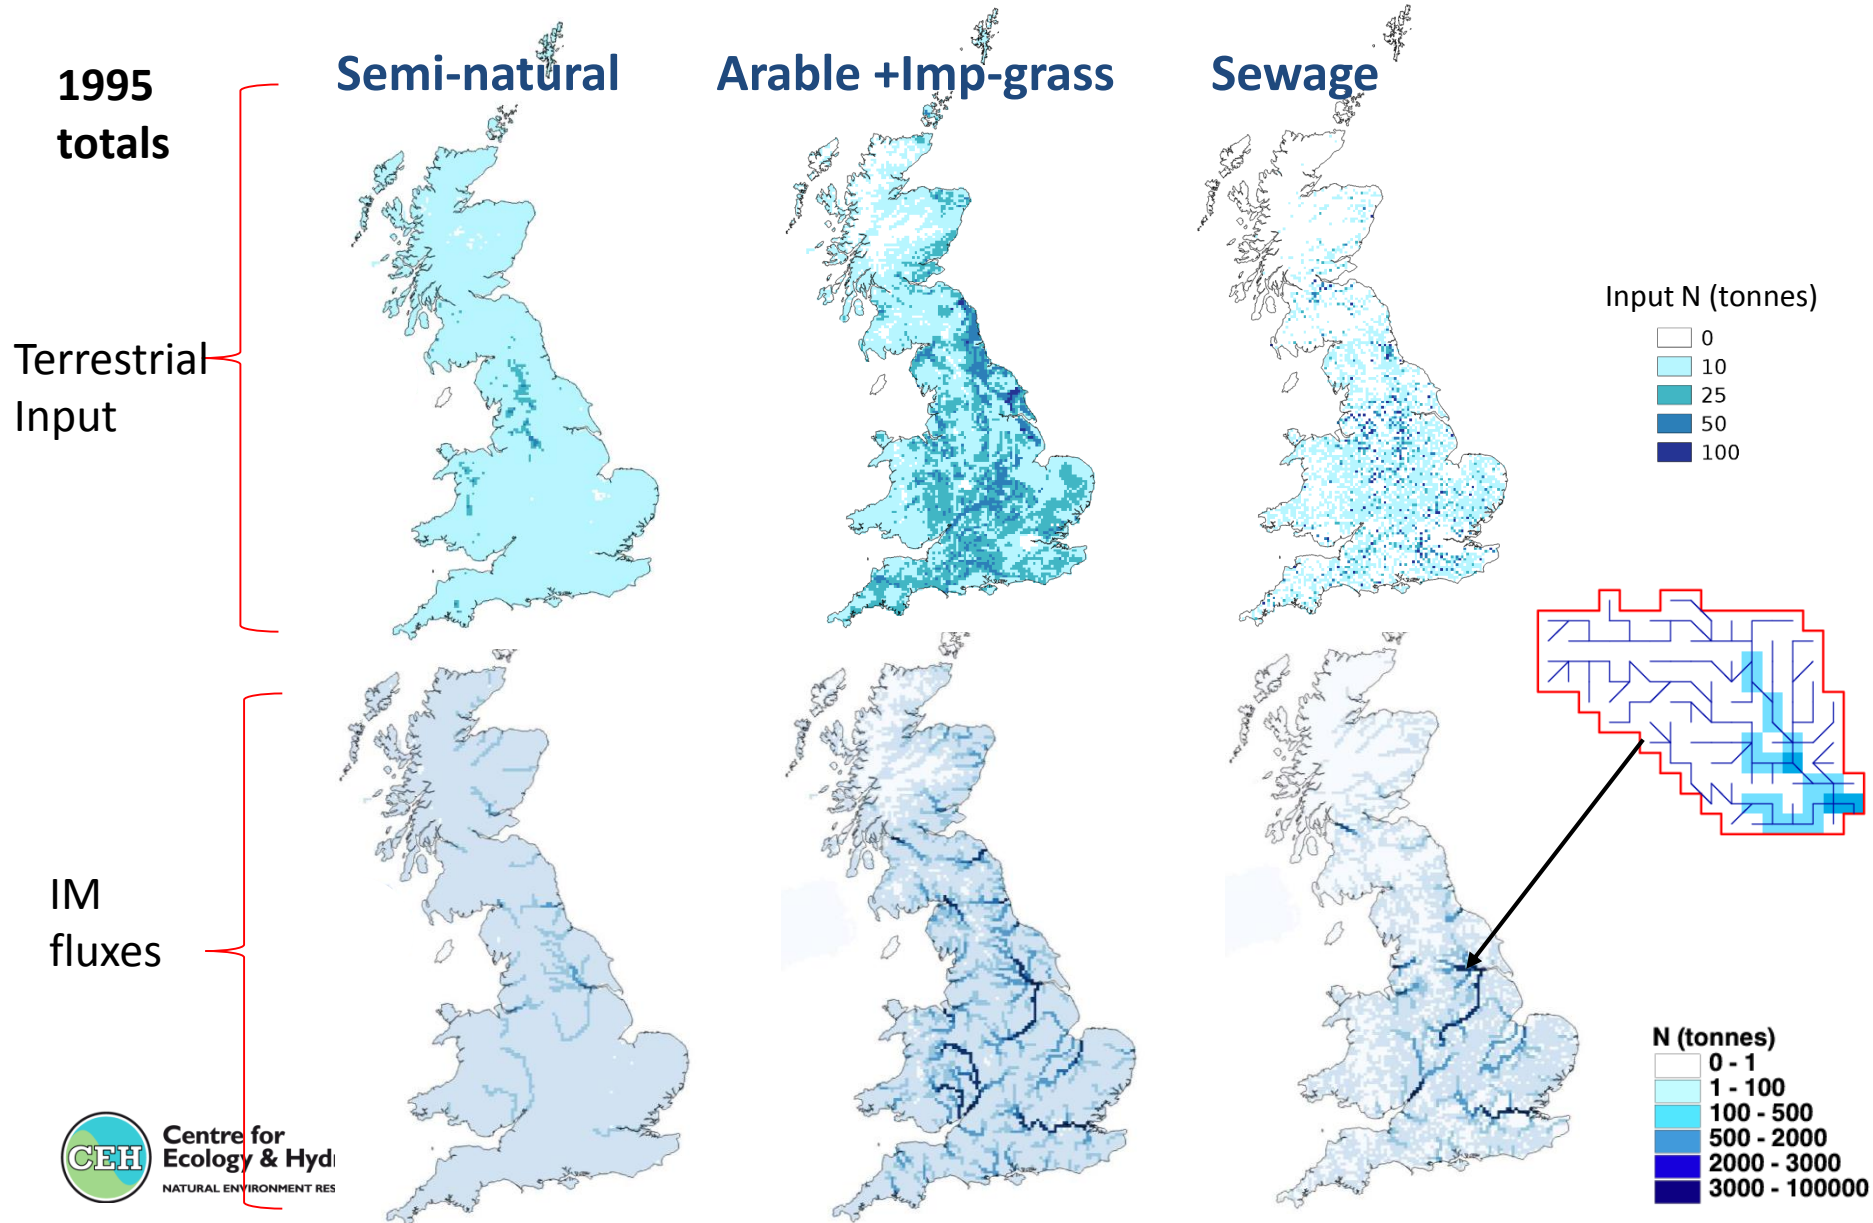 1995
totals
Semi-natural
Arable +Imp-grass
Sewage
Terrestrial
Input
Input N (tonnes)
0
10
25
50
100
IM
fluxes
N (tonnes)
0 - 1
1 - 100
100 - 500
500 - 2000
2000 - 3000
3000 - 100000
CEH
Centre for
Ecology & Hydr
NATURAL ENVIRONMENT RES